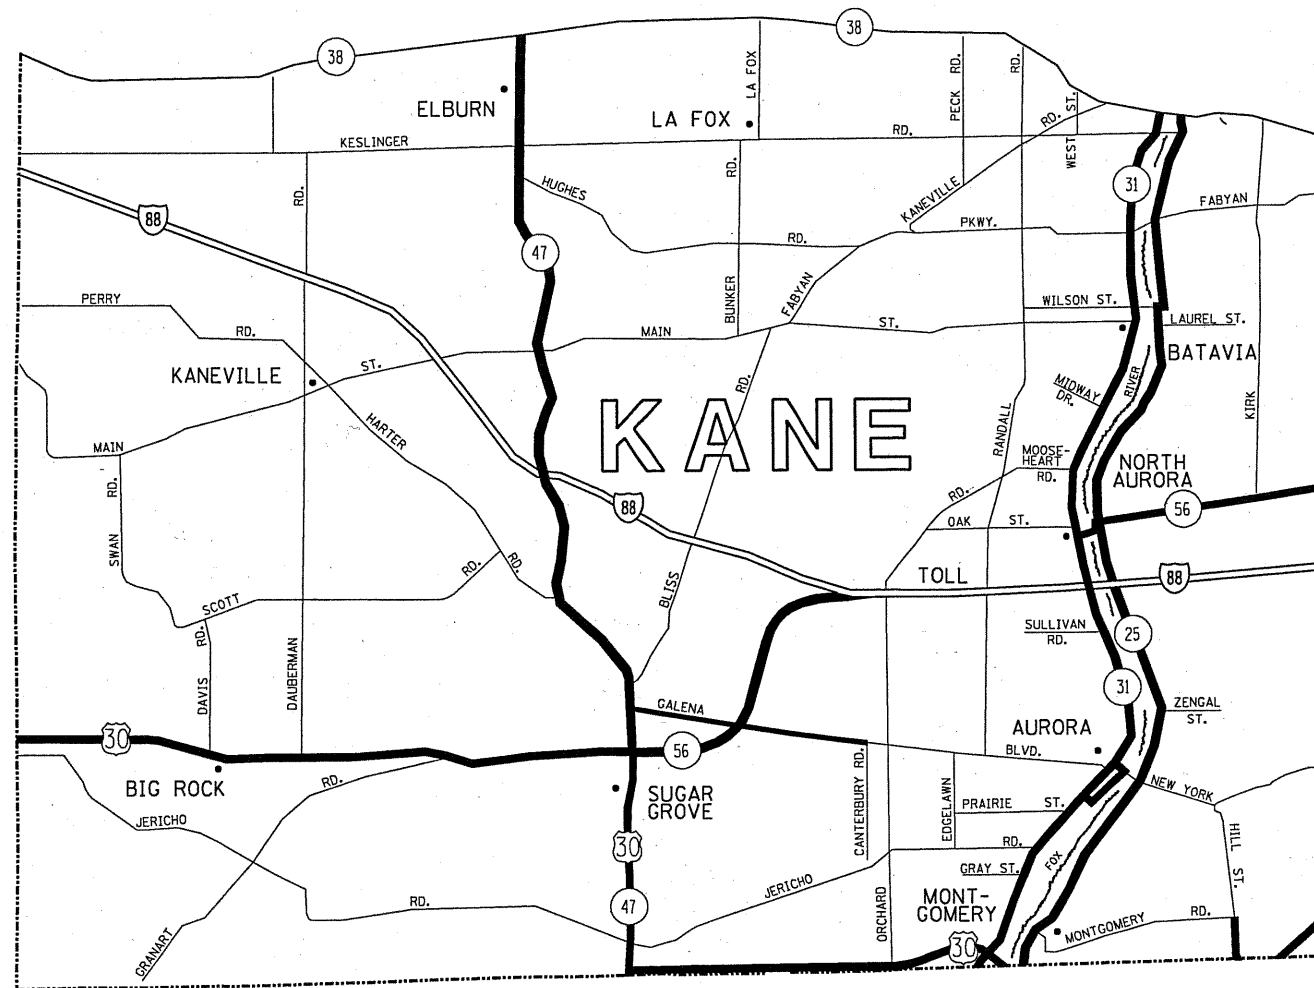 38
38
ELBURN
LA FOX
LA FOX
PECK RD.
RD.
WEST ST.
RD.
KESLINGER
RD.
RD.
RD.
88
HUGHES
RD.
47
KANEVILLE
31
FABYAN
PKWY.
FABYAN
BUNKER
PERRY
RD.
MAIN
ST.
WILSON ST.
LAUREL ST.
BATAVIA
KANEVILLE
ST.
RD.
MIDWAY
DR.
RIVER
KIRK
HARTER
KANE
RANDALL
MOOSE-
HEART
RD.
NORTH
AURORA
MAIN
RD.
SWAN
88
RD.
OAK ST.
56
RD.
RD.
BLISS
TOLL
88
SCOTT
RD.
SULLIVAN
RD.
25
31
DAVIS
DAUBERMAN
GALENA
ZENGAL
ST.
AURORA
30
56
BLVD.
BIG ROCK
RD.
SUGAR
GROVE
CANTERBURY RD.
EDGELAWN
PRAIRIE ST.
NEW YORK
JERICHO
30
RD.
HILL ST.
GRAY ST.
FOX
JERICHO
47
RD.
MONT-
GOMERY
ORCHARD
MONTGOMERY
RD.
GRANART
30